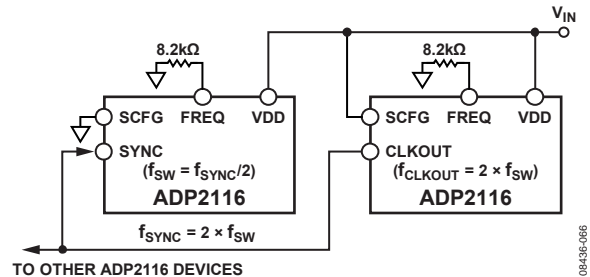 V_IN
8.2kΩ 8.2kΩ
SCFG FREQ VDD SCFG FREQ VDD
SYNC CLKOUT
(f_SW = f_SYNC/2) (f_CLKOUT = 2 × f_SW)
ADP2116 ADP2116
f_SYNC = 2 × f_SW
TO OTHER ADP2116 DEVICES
08436-066